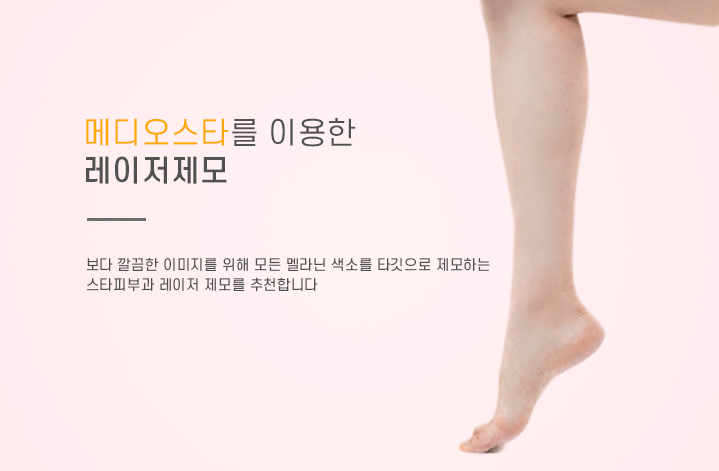 메디오스타를 이용한
레이저제모
보다 깔끔한 이미지를 위해 모든 멜라닌 색소를 타깃으로 제모하는
스타피부과 레이저 제모를 추천합니다